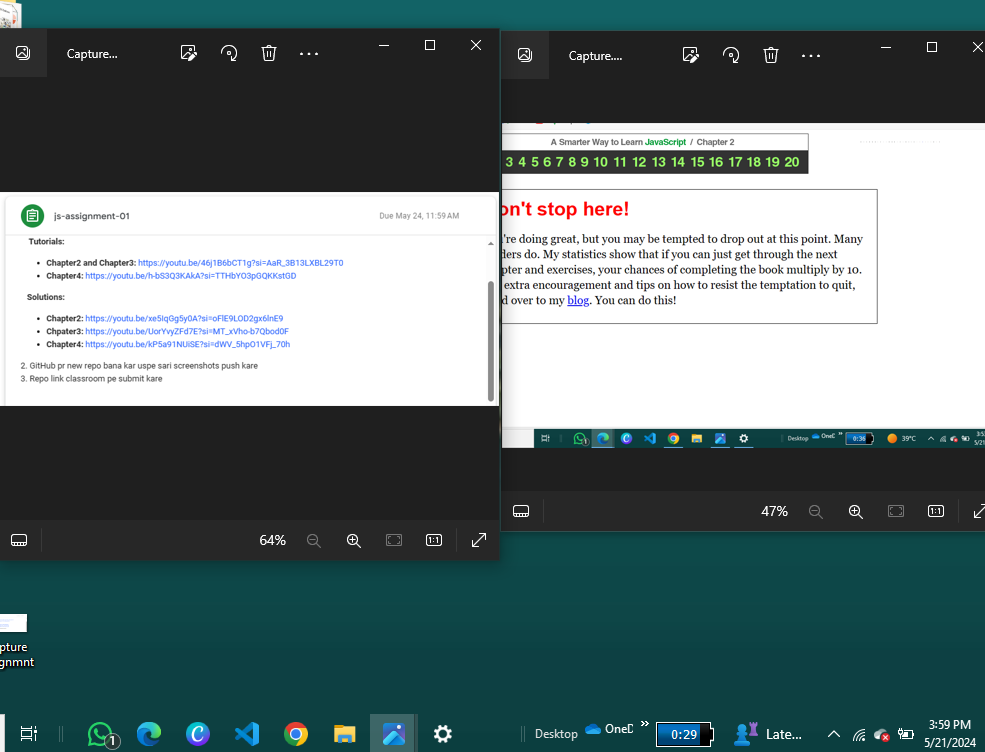 Capture...
Capture....
js-assignment-01
Due May 24, 11:59 AM
Tutorials:
Chapter2 and Chapter3: https://youtu.be/46j1B6bCT1g?si=AaR_3B13LXBL29T0
Chapter4: https://youtu.be/h-bS3Q3KAkA?si=TTHbYO3pGQKKstGD
Solutions:
Chapter2: https://youtu.be/xe5IqGg5y0A?si=oFlE9LOD2gx6lnE9
Chpater3: https://youtu.be/UorYvyZFd7E?si=MT_xVho-b7Qbod0F
Chapter4: https://youtu.be/kP5a91NUiSE?si=dWV_5hpO1VFj_70h
2. GitHub pr new repo bana kar uspe sari screenshots push kare
3. Repo link classroom pe submit kare
64%
1:1
A Smarter Way to Learn JavaScript / Chapter 2
3 4 5 6 7 8 9 10 11 12 13 14 15 16 17 18 19 20
on't stop here!
're doing great, but you may be tempted to drop out at this point. Many
ders do. My statistics show that if you can just get through the next
pter and exercises, your chances of completing the book multiply by 10.
extra encouragement and tips on how to resist the temptation to quit,
d over to my blog. You can do this!
Desktop
OneD
0:36
39°C
5/21
47%
1:1
pture
gnmnt
1
Desktop
OneD
0:29
Late...
3:59 PM
5/21/2024